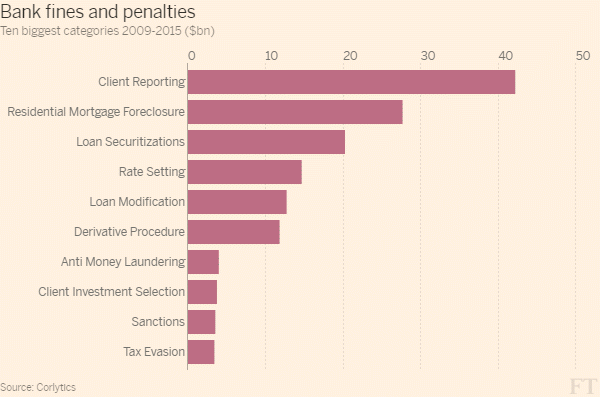 Bank fines and penalties
Ten biggest categories 2009-2015 ($bn)
0 10 20 30 40 50
Client Reporting
Residential Mortgage Foreclosure
Loan Securitizations
Rate Setting
Loan Modification
Derivative Procedure
Anti Money Laundering
Client Investment Selection
Sanctions
Tax Evasion
Source: Corlytics
FT